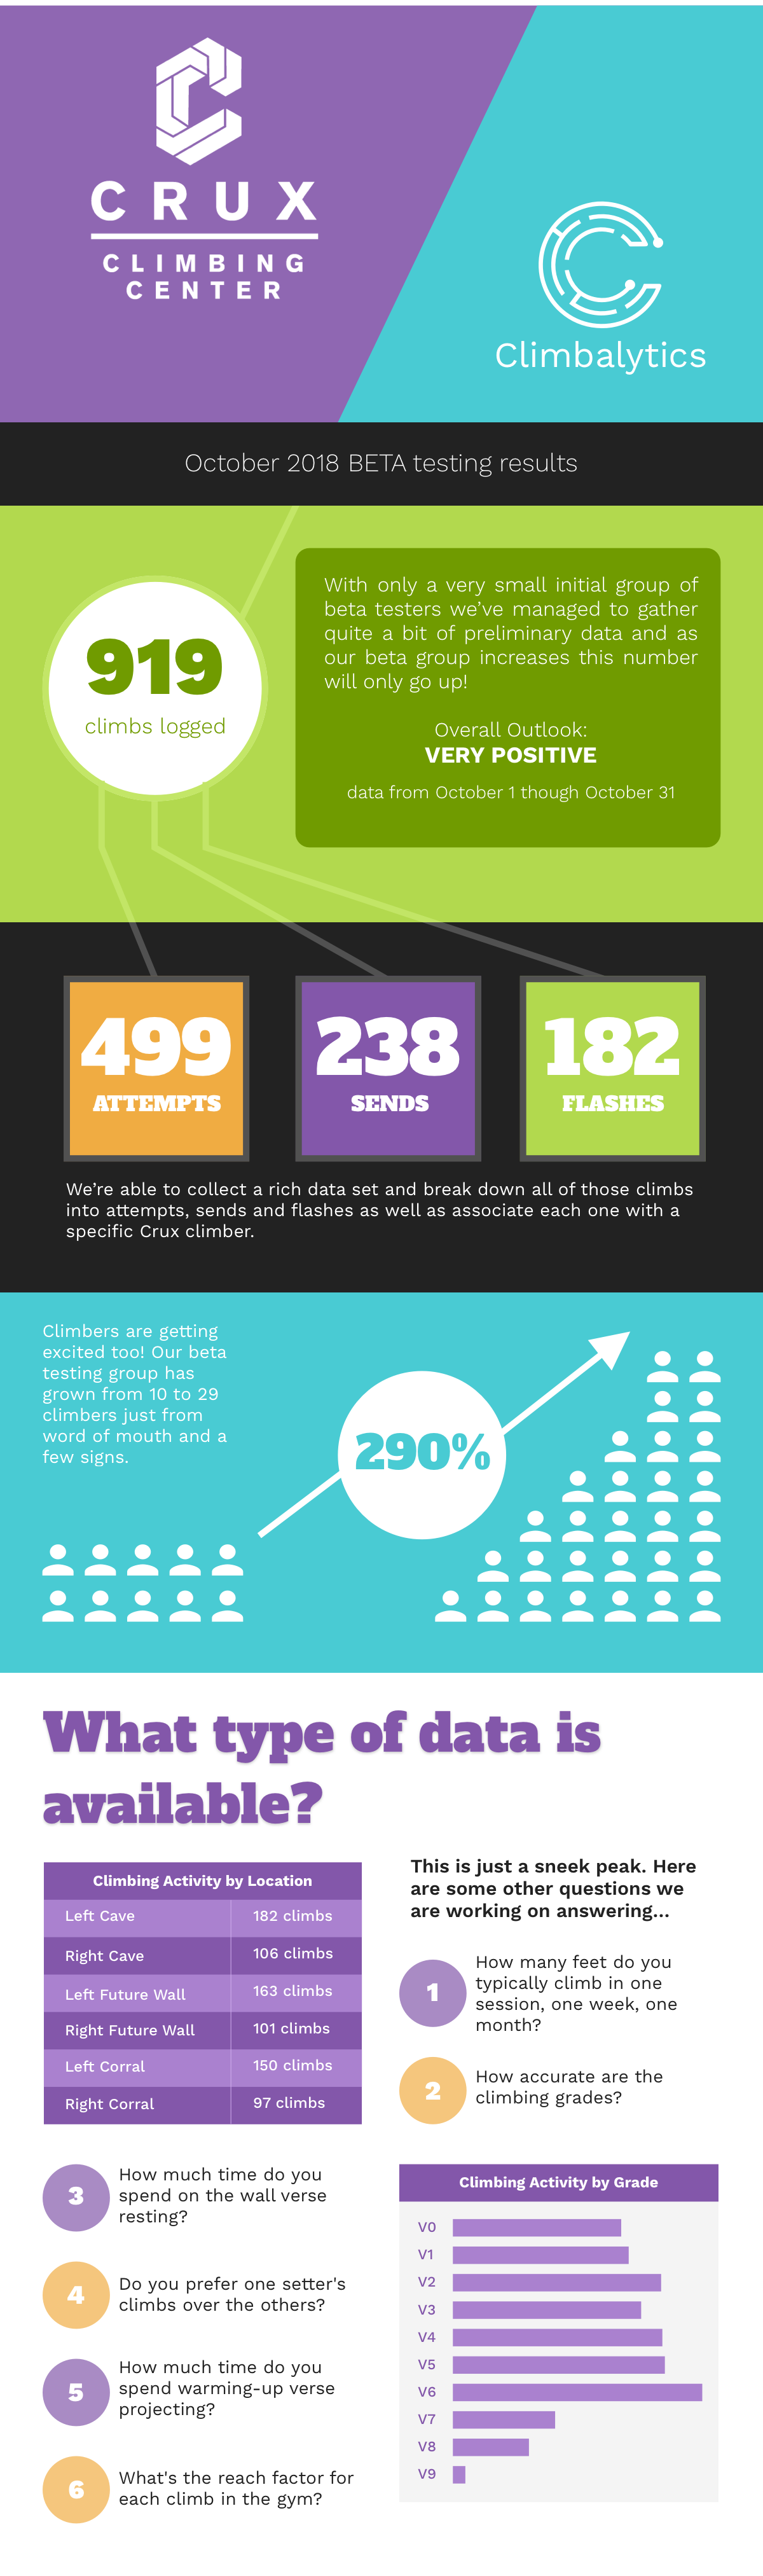 CRUX
CLIMBING
CENTER
Climbalytics
October 2018 BETA testing results
919
climbs logged
With only a very small initial group of
beta testers we've managed to gather
quite a bit of preliminary data and as
our beta group increases this number
will only go up!
Overall Outlook:
VERY POSITIVE
data from October 1 though October 31
499
ATTEMPTS
238
SENDS
182
FLASHES
We're able to collect a rich data set and break down all of those climbs
into attempts, sends and flashes as well as associate each one with a
specific Crux climber.
Climbers are getting
excited too! Our beta
testing group has
grown from 10 to 29
climbers just from
word of mouth and a
few signs.
290%
What type of data is
available?
Climbing Activity by Location
Left Cave 182 climbs
Right Cave 106 climbs
Left Future Wall 163 climbs
Right Future Wall 101 climbs
Left Corral 150 climbs
Right Corral 97 climbs
This is just a sneek peak. Here
are some other questions we
are working on answering...
1
How many feet do you
typically climb in one
session, one week, one
month?
2
How accurate are the
climbing grades?
3
How much time do you
spend on the wall verse
resting?
4
Do you prefer one setter's
climbs over the others?
5
How much time do you
spend warming-up verse
projecting?
6
What's the reach factor for
each climb in the gym?
Climbing Activity by Grade
V0
V1
V2
V3
V4
V5
V6
V7
V8
V9